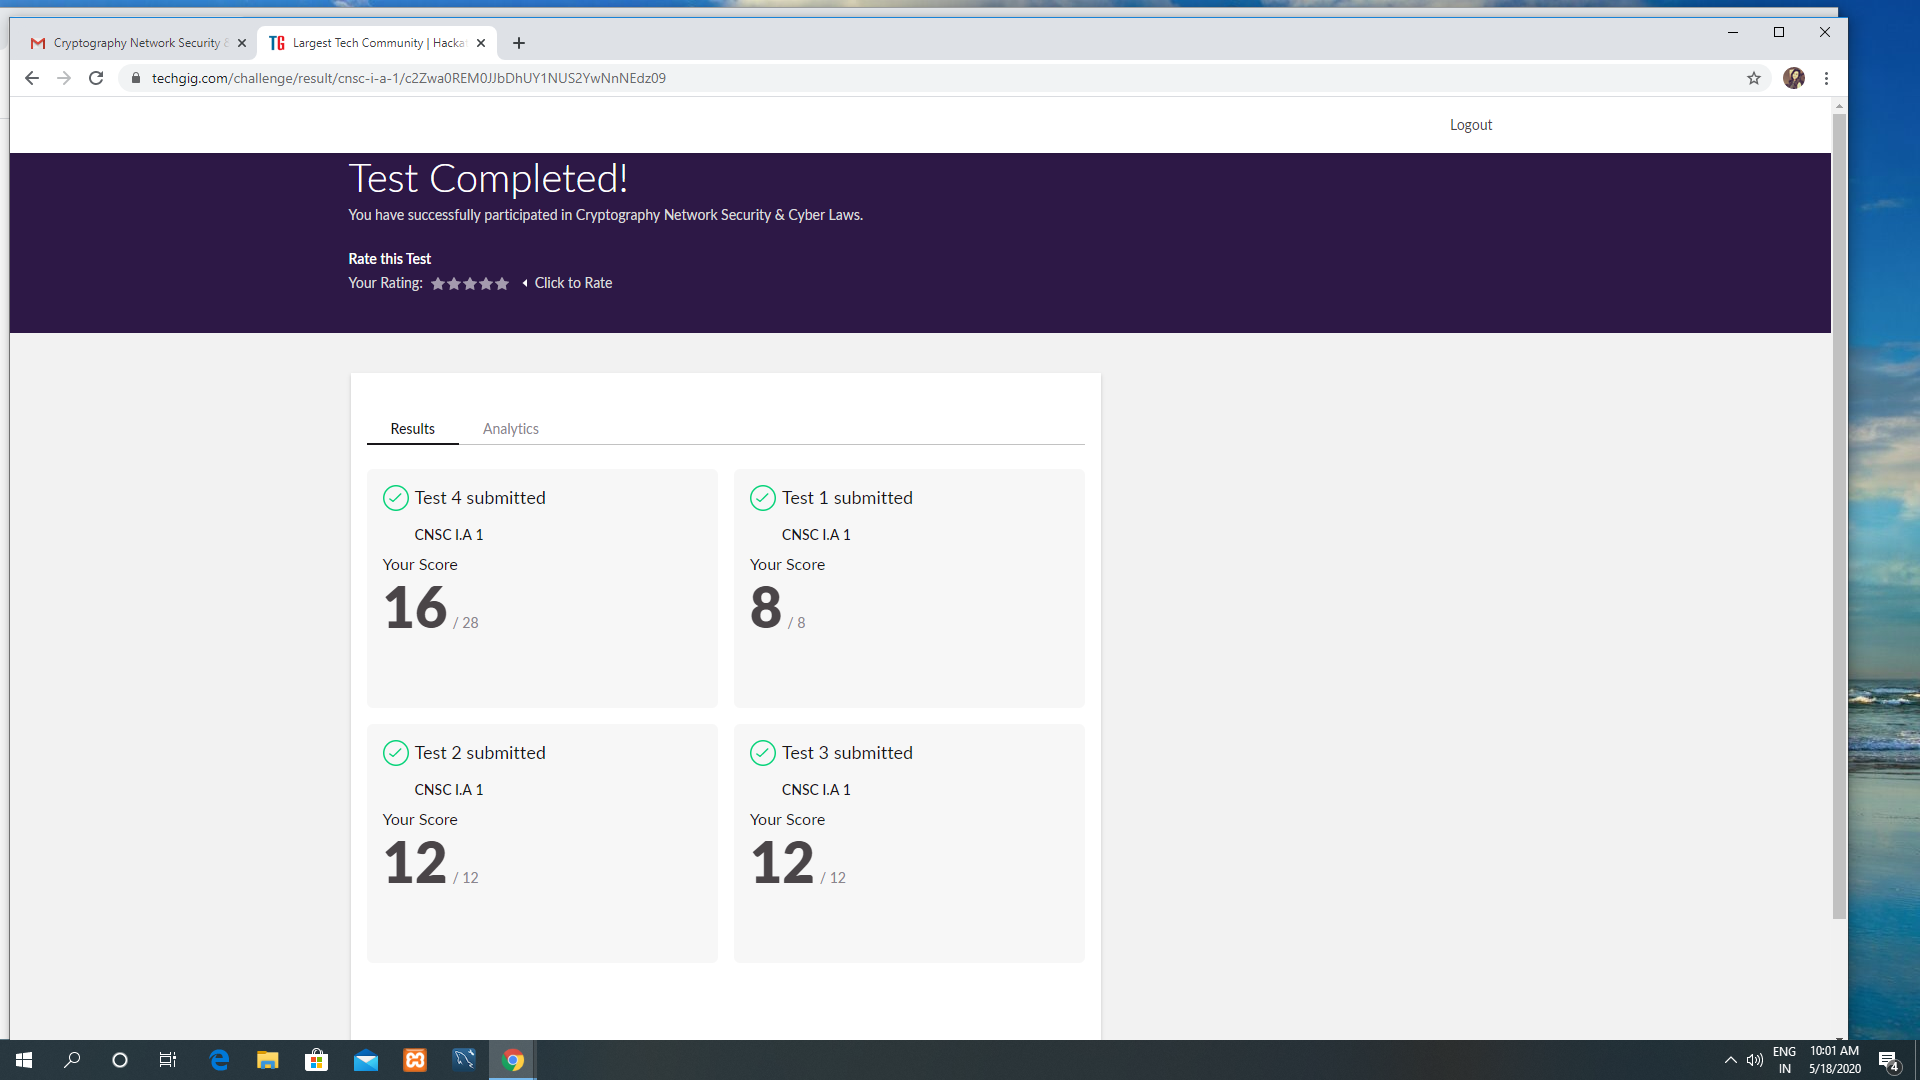 Cryptography Network Security &
TG Largest Tech Community | Hacka
techgig.com/challenge/result/cnsc-i-a-1/c2Zwa0REM0JJbDhUY1NUS2YwNnNEdz09
Logout
Test Completed!
You have successfully participated in Cryptography Network Security & Cyber Laws.
Rate this Test
Your Rating: Click to Rate
Results Analytics
Test 4 submitted
CNSC I.A 1
Your Score
16 / 28
Test 1 submitted
CNSC I.A 1
Your Score
8 / 8
Test 2 submitted
CNSC I.A 1
Your Score
12 / 12
Test 3 submitted
CNSC I.A 1
Your Score
12 / 12
ENG
IN
10:01 AM
5/18/2020
4